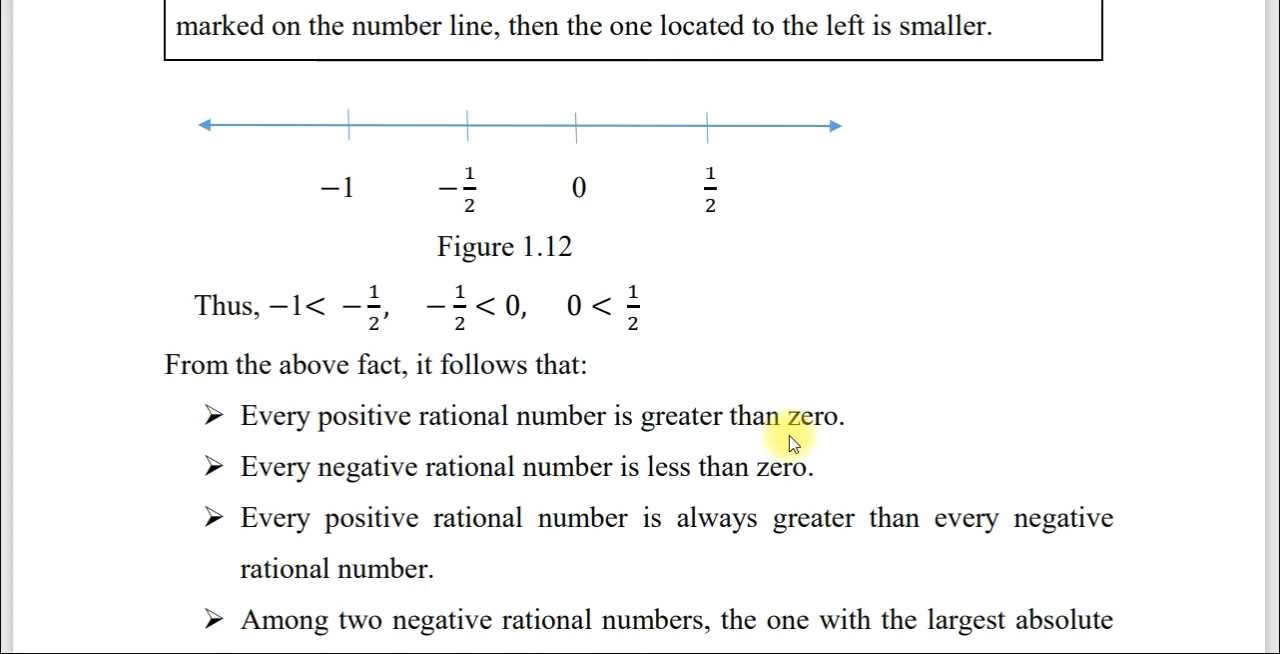 marked on the number line, then the one located to the left is smaller.
−1 −1/2 0 1/2
Figure 1.12
Thus, −1< −1/2, −1/2 < 0, 0 < 1/2
From the above fact, it follows that:
➢ Every positive rational number is greater than zero.
➢ Every negative rational number is less than zero.
➢ Every positive rational number is always greater than every negative
rational number.
➢ Among two negative rational numbers, the one with the largest absolute